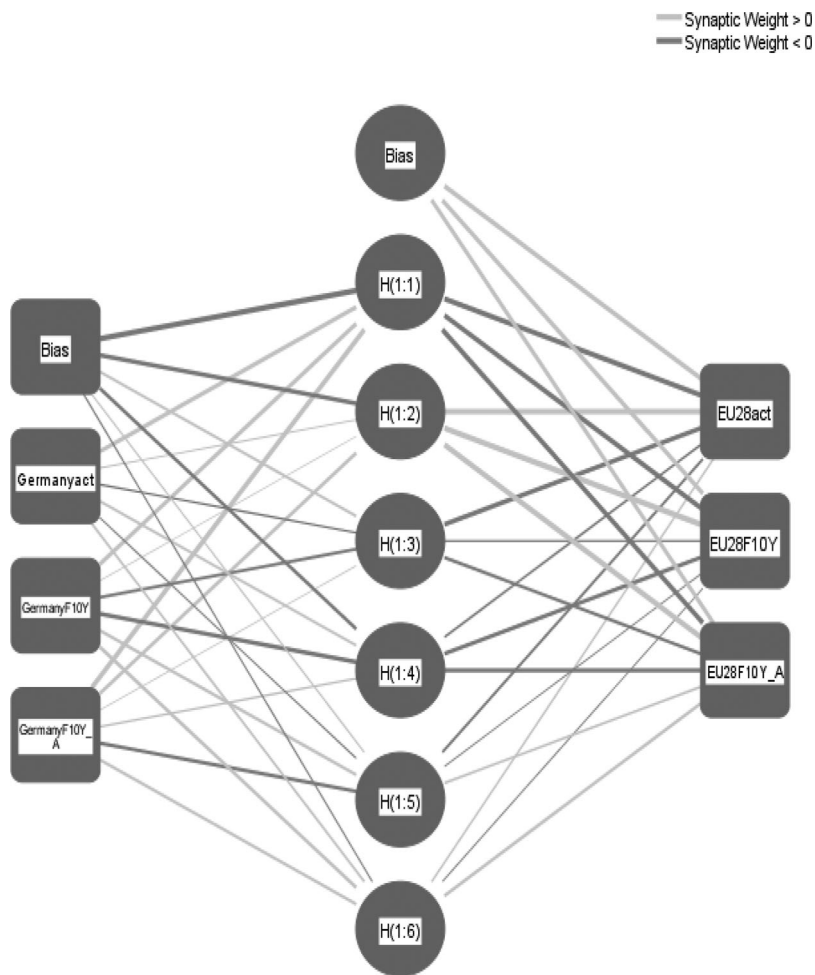 Synaptic Weight > 0
Synaptic Weight < 0
Bias
H(1:1)
Bias
H(1:2)
EU28act
Germanyact
H(1:3)
EU28F10Y
GermanyF10Y
H(1:4)
EU28F10Y_A
GermanyF10Y_
A
H(1:5)
H(1:6)